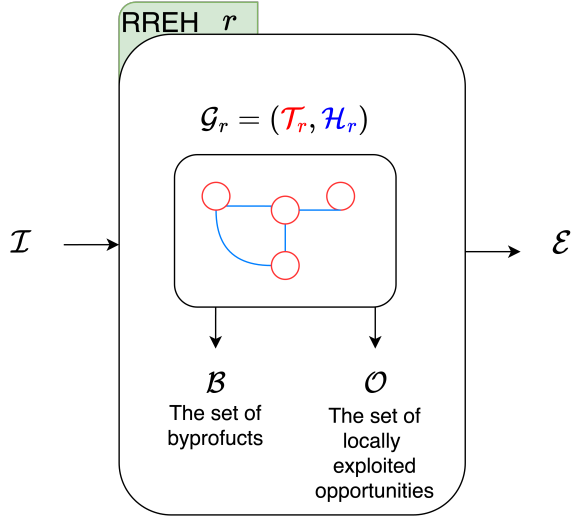 RREH r
𝒢ᵣ = (𝒯ᵣ, ℋᵣ)
ℐ
ℰ
ℬ
The set of
byprofucts
𝒪
The set of
locally
exploited
opportunities